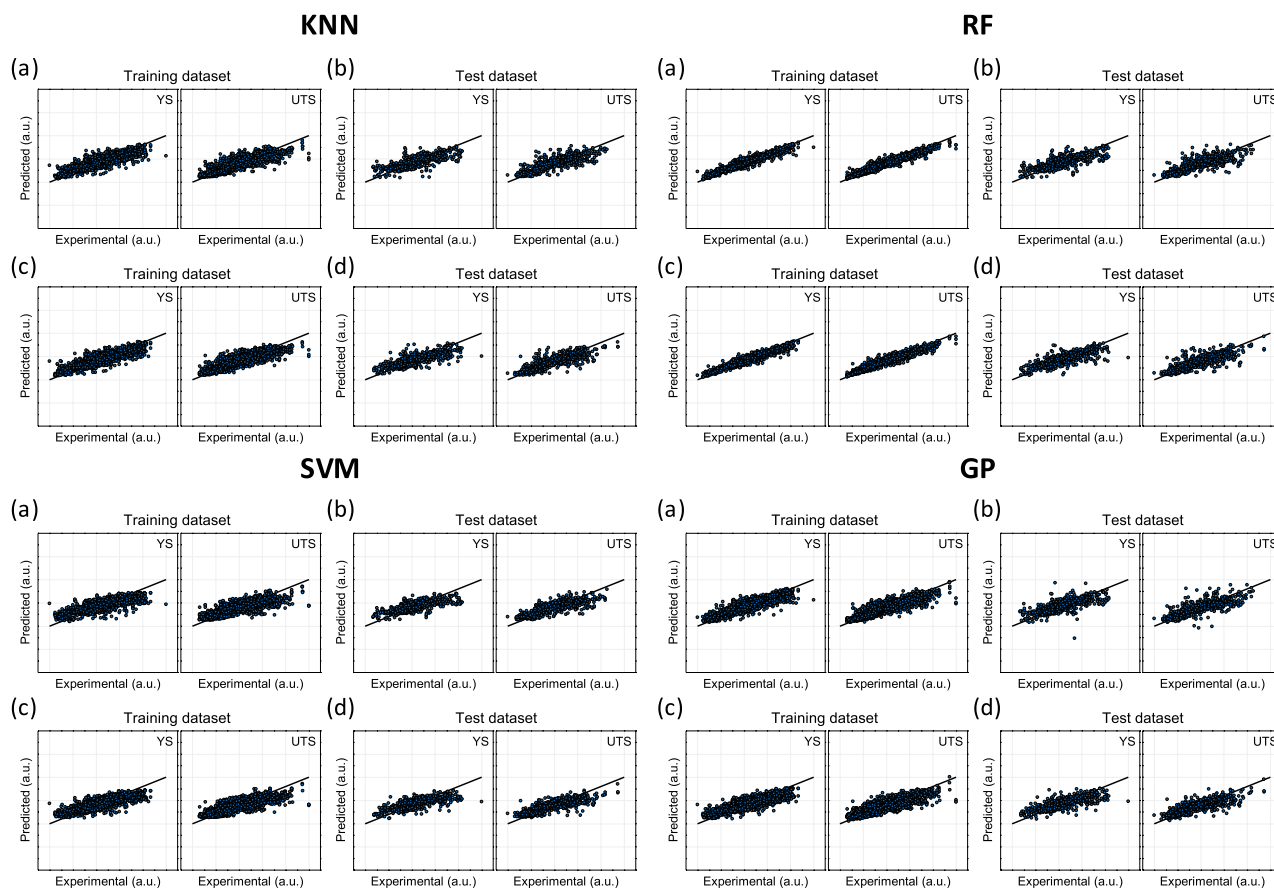 KNN
(a)
Training dataset
YS
UTS
Predicted (a.u.)
Experimental (a.u.)
Experimental (a.u.)
(b)
Test dataset
YS
UTS
Predicted (a.u.)
Experimental (a.u.)
Experimental (a.u.)
(c)
Training dataset
YS
UTS
Predicted (a.u.)
Experimental (a.u.)
Experimental (a.u.)
(d)
Test dataset
YS
UTS
Predicted (a.u.)
Experimental (a.u.)
Experimental (a.u.)
RF
(a)
Training dataset
YS
UTS
Predicted (a.u.)
Experimental (a.u.)
Experimental (a.u.)
(b)
Test dataset
YS
UTS
Predicted (a.u.)
Experimental (a.u.)
Experimental (a.u.)
(c)
Training dataset
YS
UTS
Predicted (a.u.)
Experimental (a.u.)
Experimental (a.u.)
(d)
Test dataset
YS
UTS
Predicted (a.u.)
Experimental (a.u.)
Experimental (a.u.)
SVM
(a)
Training dataset
YS
UTS
Predicted (a.u.)
Experimental (a.u.)
Experimental (a.u.)
(b)
Test dataset
YS
UTS
Predicted (a.u.)
Experimental (a.u.)
Experimental (a.u.)
(c)
Training dataset
YS
UTS
Predicted (a.u.)
Experimental (a.u.)
Experimental (a.u.)
(d)
Test dataset
YS
UTS
Predicted (a.u.)
Experimental (a.u.)
Experimental (a.u.)
GP
(a)
Training dataset
YS
UTS
Predicted (a.u.)
Experimental (a.u.)
Experimental (a.u.)
(b)
Test dataset
YS
UTS
Predicted (a.u.)
Experimental (a.u.)
Experimental (a.u.)
(c)
Training dataset
YS
UTS
Predicted (a.u.)
Experimental (a.u.)
Experimental (a.u.)
(d)
Test dataset
YS
UTS
Predicted (a.u.)
Experimental (a.u.)
Experimental (a.u.)